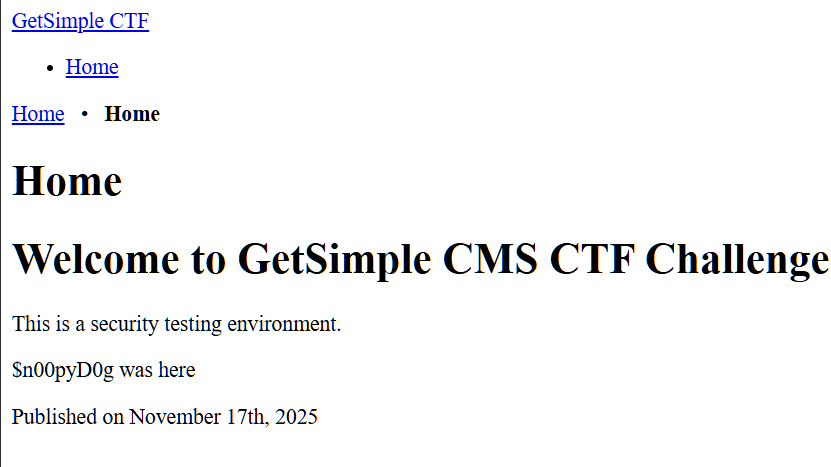 GetSimple CTF
• Home
Home • Home
Home
Welcome to GetSimple CMS CTF Challenge
This is a security testing environment.
$n00pyD0g was here
Published on November 17th, 2025